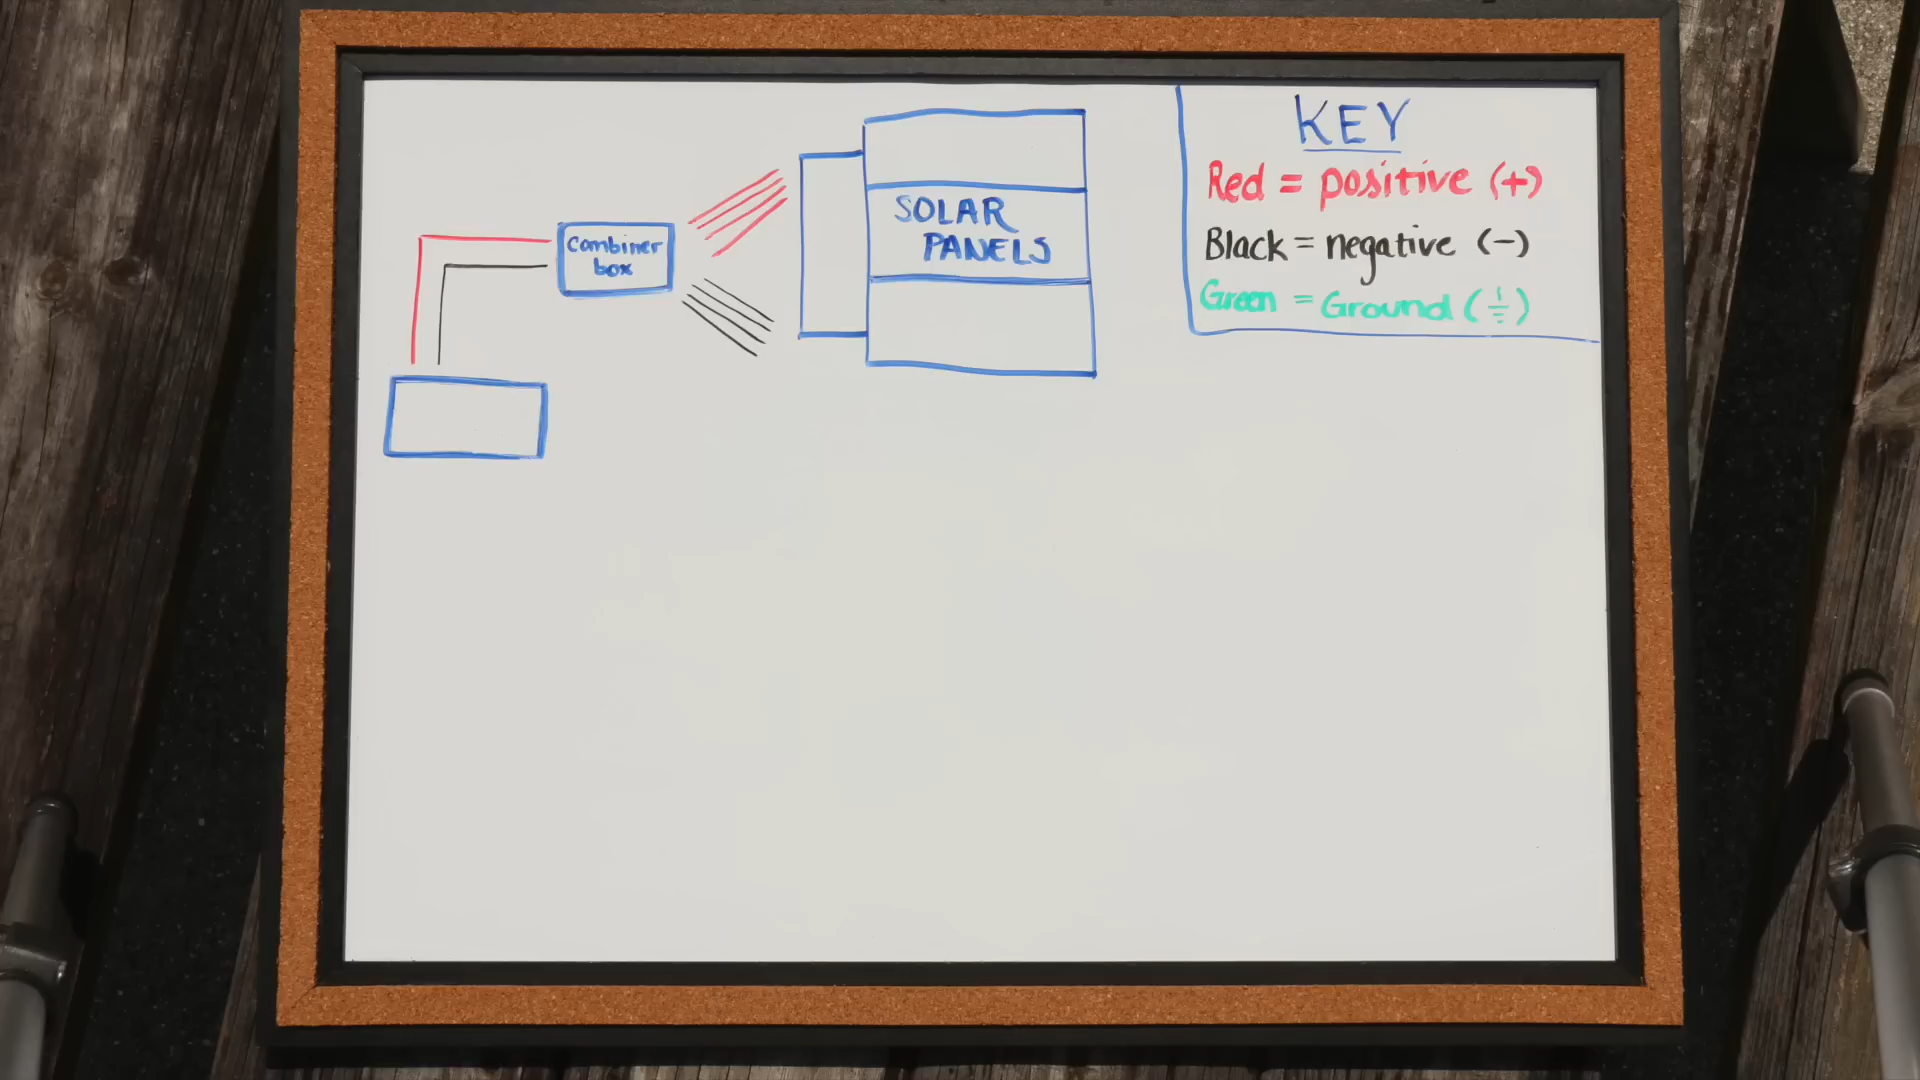 Combiner
box
SOLAR
PANELS
KEY
Red = positive (+)
Black = negative (-)
Green = Ground (⏚)